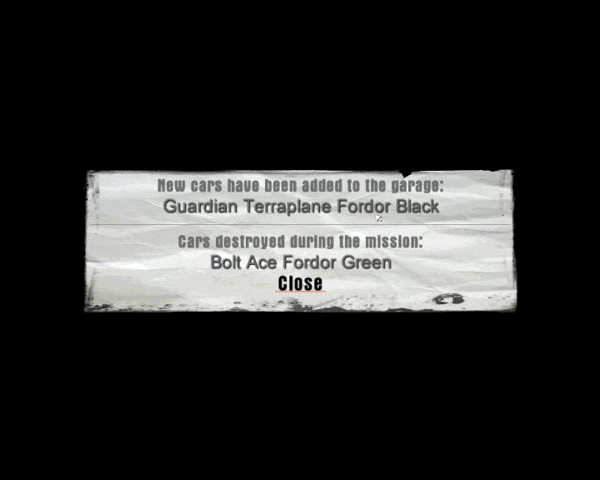 New cars have been added to the garage:
Guardian Terraplane Fordor Black
Cars destroyed during the mission:
Bolt Ace Fordor Green
Close